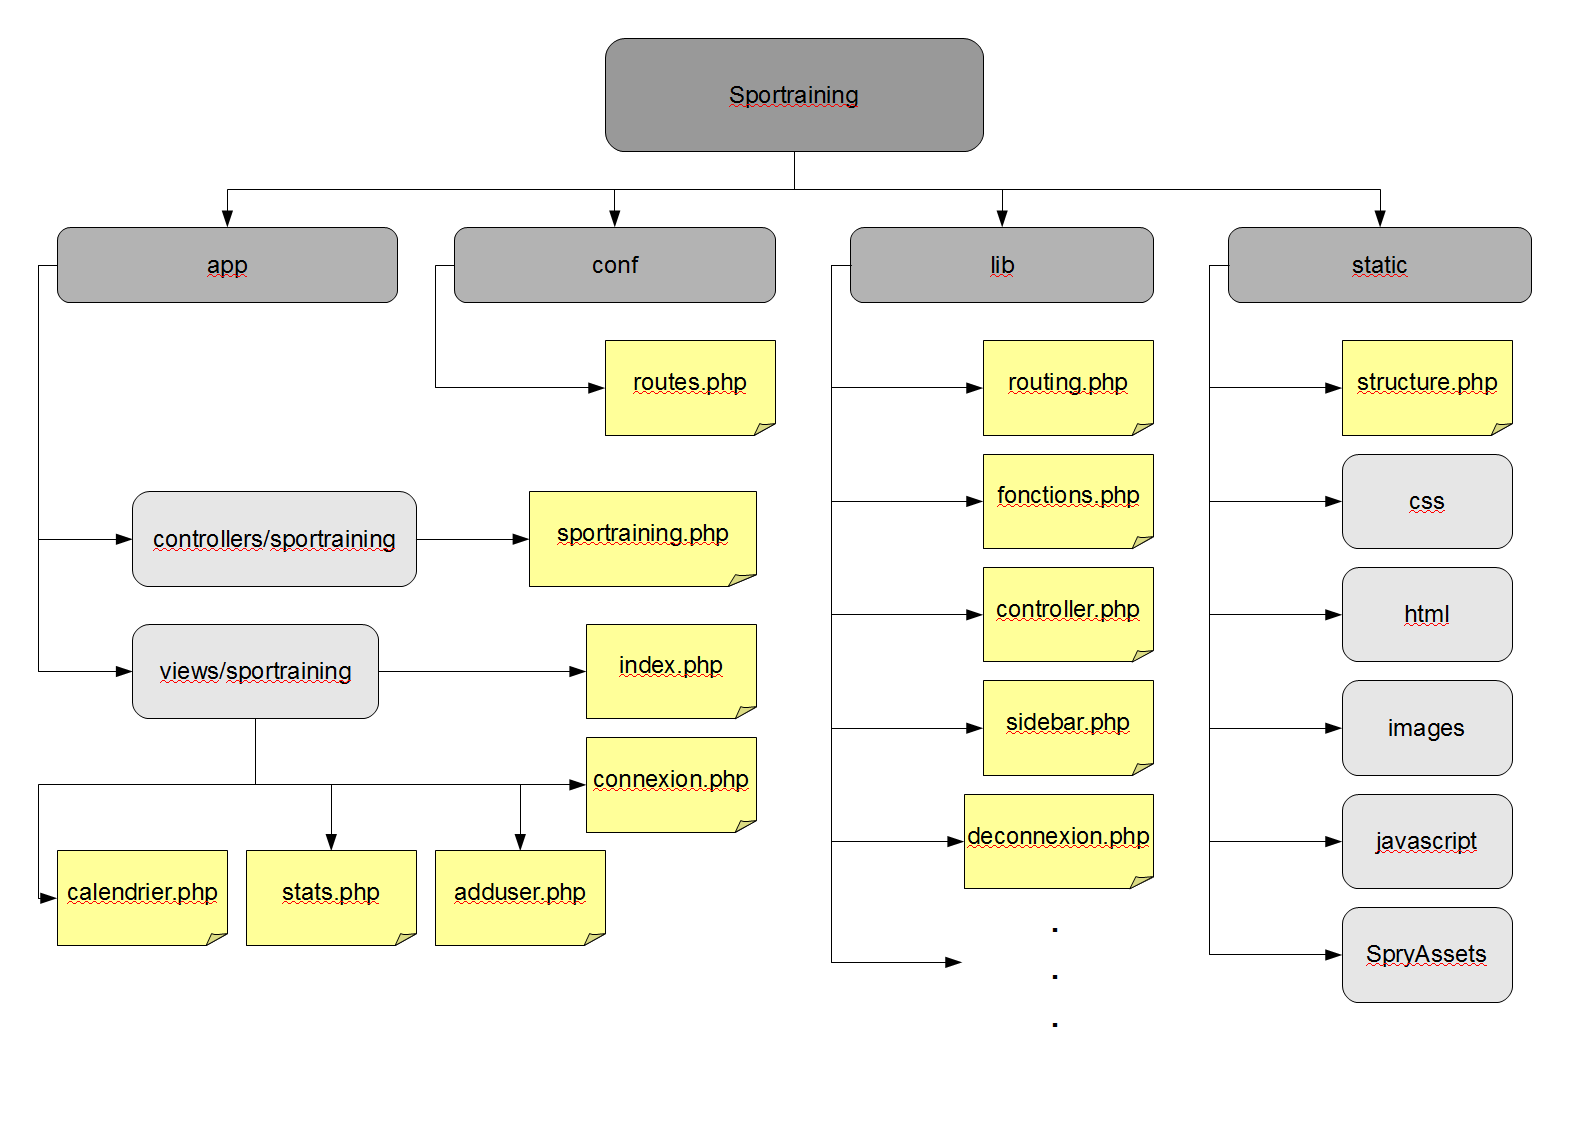 Sportraining
app
conf
lib
static
routes.php
routing.php
structure.php
fonctions.php
css
controllers/sportraining
sportraining.php
controller.php
html
views/sportraining
index.php
sidebar.php
images
connexion.php
deconnexion.php
javascript
calendrier.php
stats.php
adduser.php
.
SpryAssets
.
.